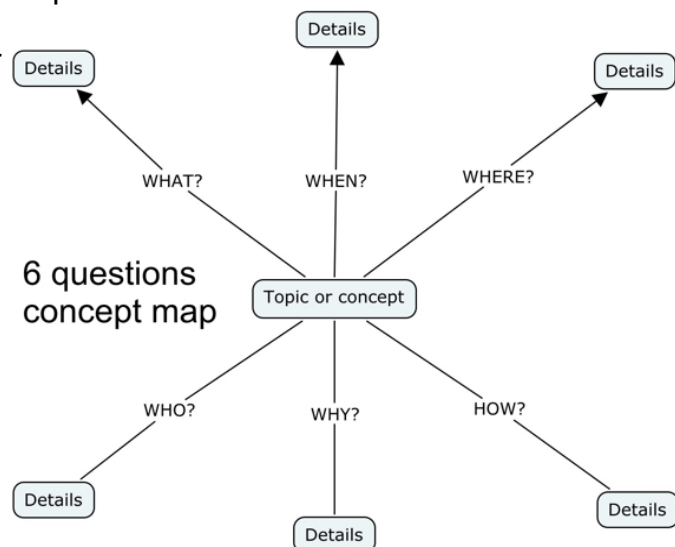 Details
Details
Details
WHAT?
WHEN?
WHERE?
6 questions
concept map
Topic or concept
WHO?
WHY?
HOW?
Details
Details
Details